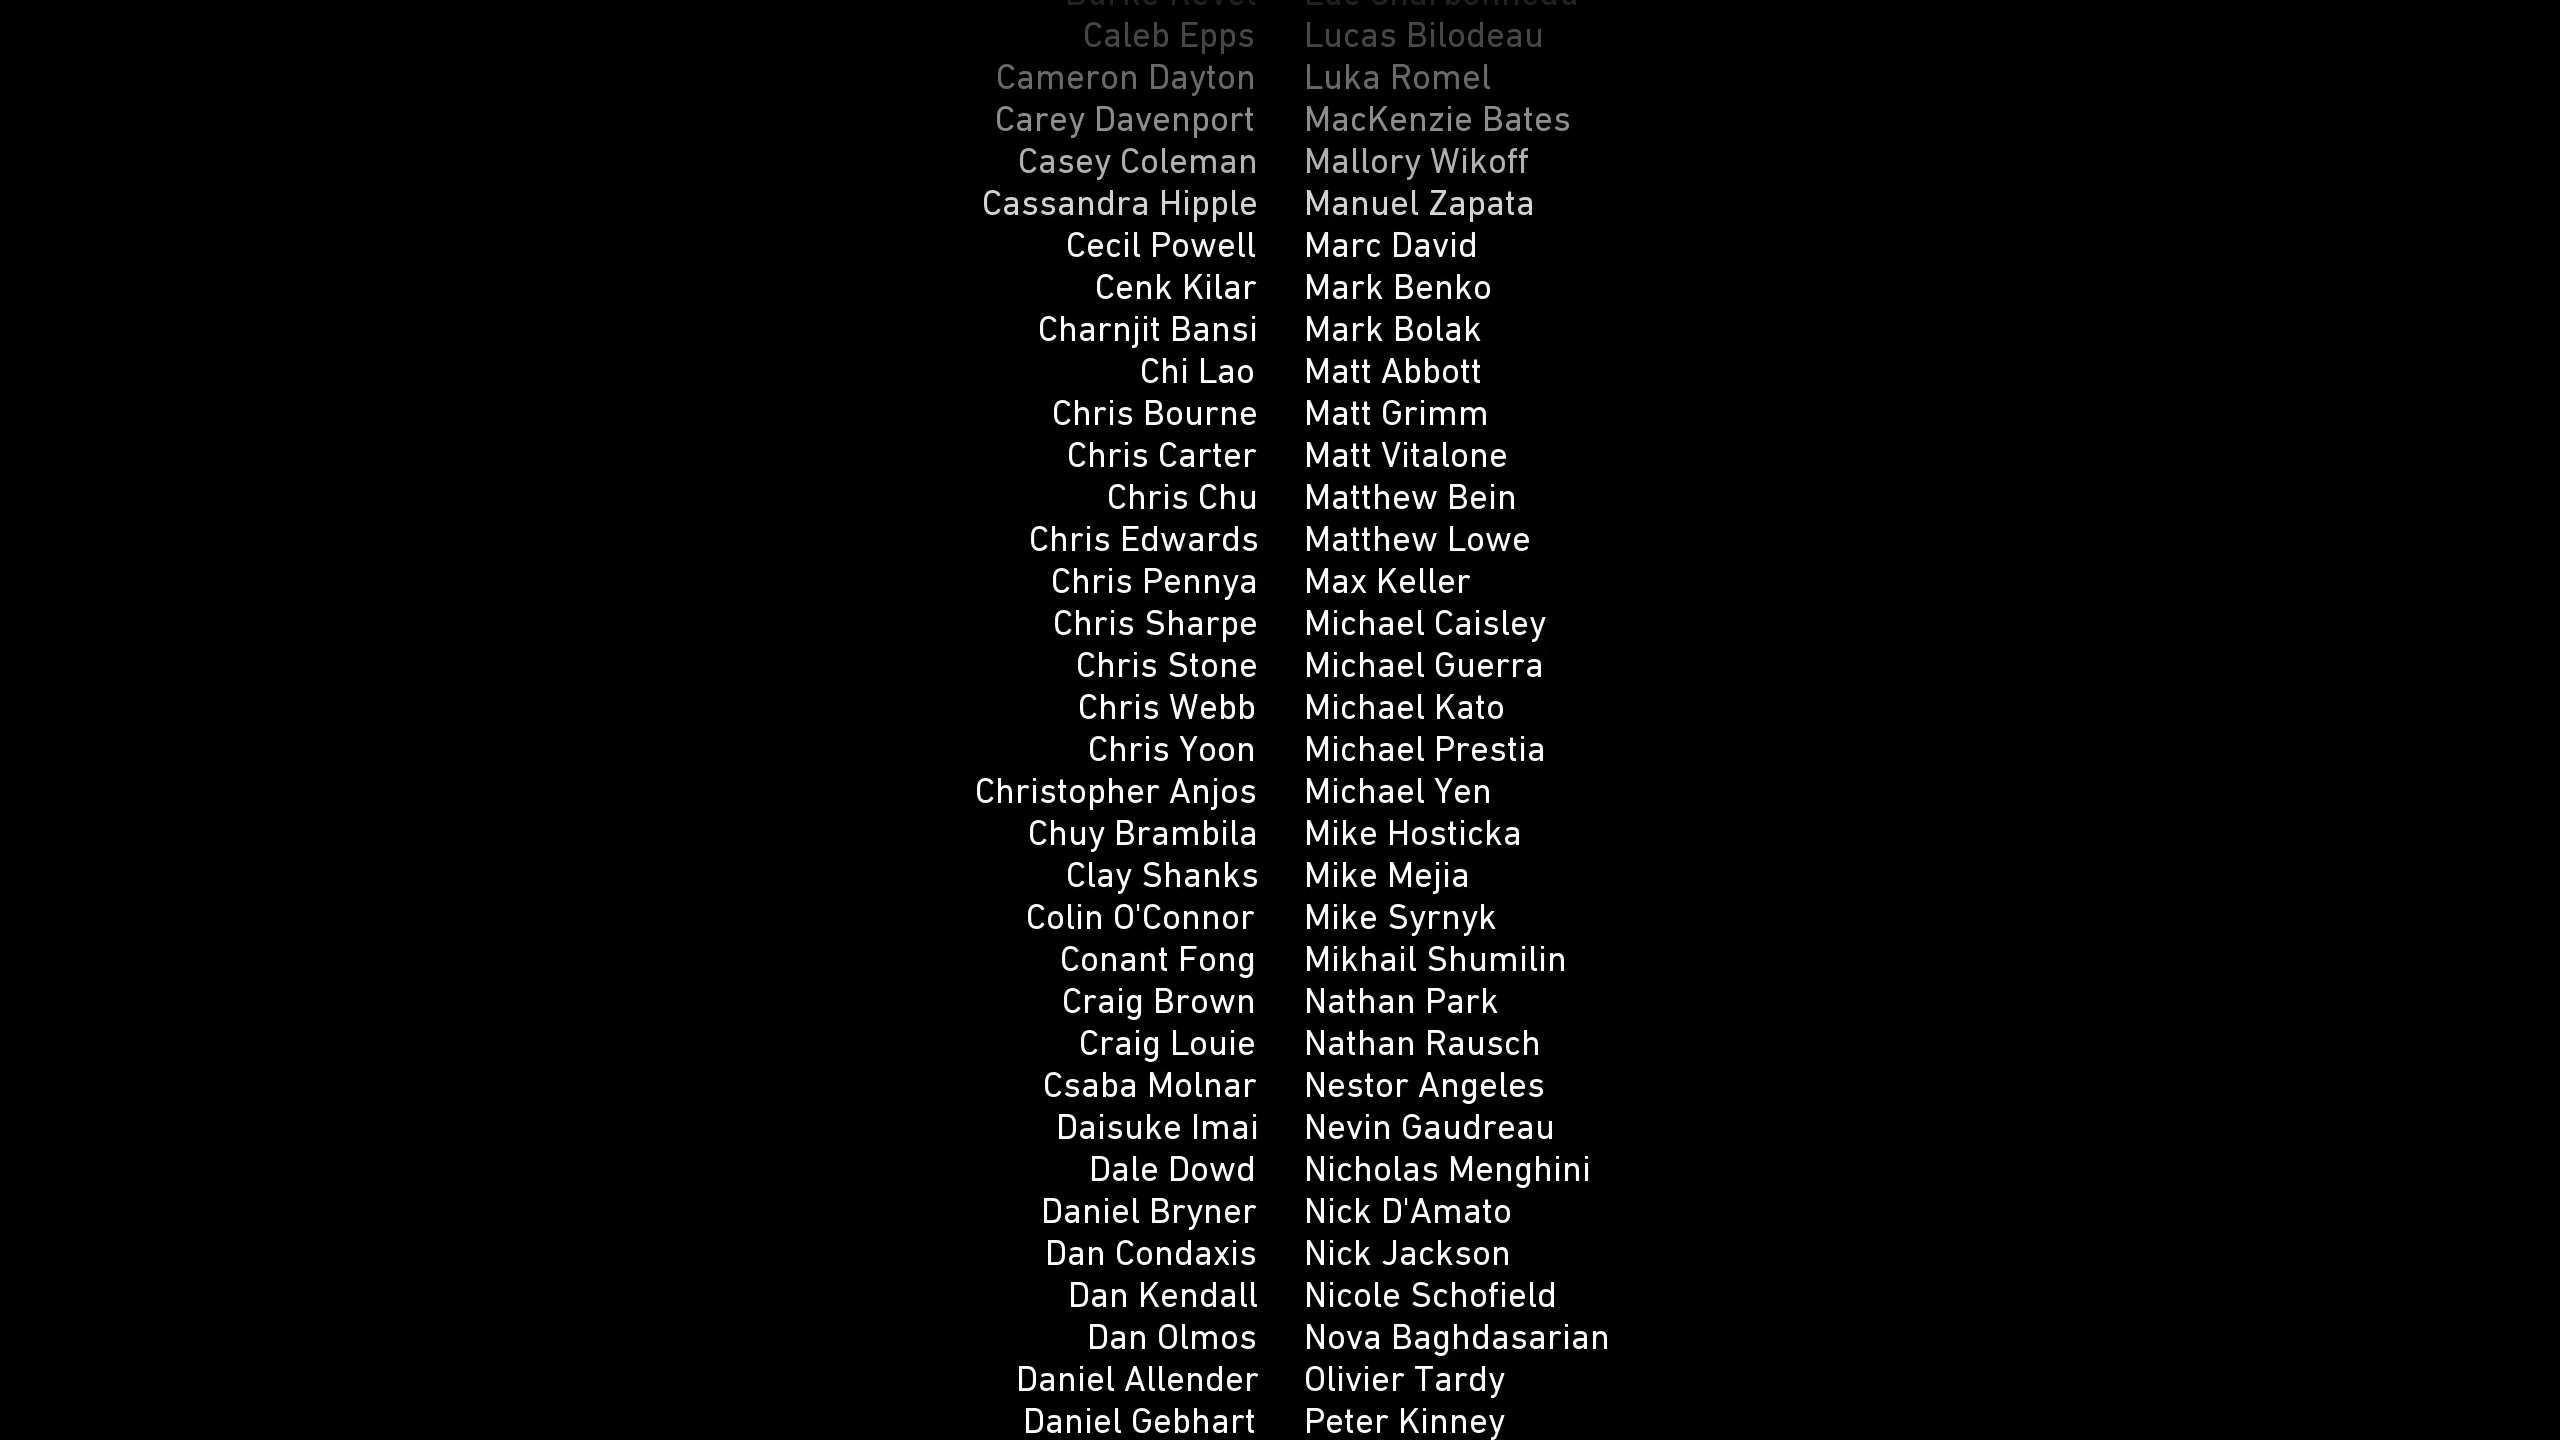 Caleb Epps Lucas Bilodeau
Cameron Dayton Luka Romel
Carey Davenport MacKenzie Bates
Casey Coleman Mallory Wikoff
Cassandra Hipple Manuel Zapata
Cecil Powell Marc David
Cenk Kilar Mark Benko
Charnjit Bansi Mark Bolak
Chi Lao Matt Abbott
Chris Bourne Matt Grimm
Chris Carter Matt Vitalone
Chris Chu Matthew Bein
Chris Edwards Matthew Lowe
Chris Pennya Max Keller
Chris Sharpe Michael Caisley
Chris Stone Michael Guerra
Chris Webb Michael Kato
Chris Yoon Michael Prestia
Christopher Anjos Michael Yen
Chuy Brambila Mike Hosticka
Clay Shanks Mike Mejia
Colin O'Connor Mike Syrnyk
Conant Fong Mikhail Shumilin
Craig Brown Nathan Park
Craig Louie Nathan Rausch
Csaba Molnar Nestor Angeles
Daisuke Imai Nevin Gaudreau
Dale Dowd Nicholas Menghini
Daniel Bryner Nick D'Amato
Dan Condaxis Nick Jackson
Dan Kendall Nicole Schofield
Dan Olmos Nova Baghdasarian
Daniel Allender Olivier Tardy
Daniel Gebhart Peter Kinney